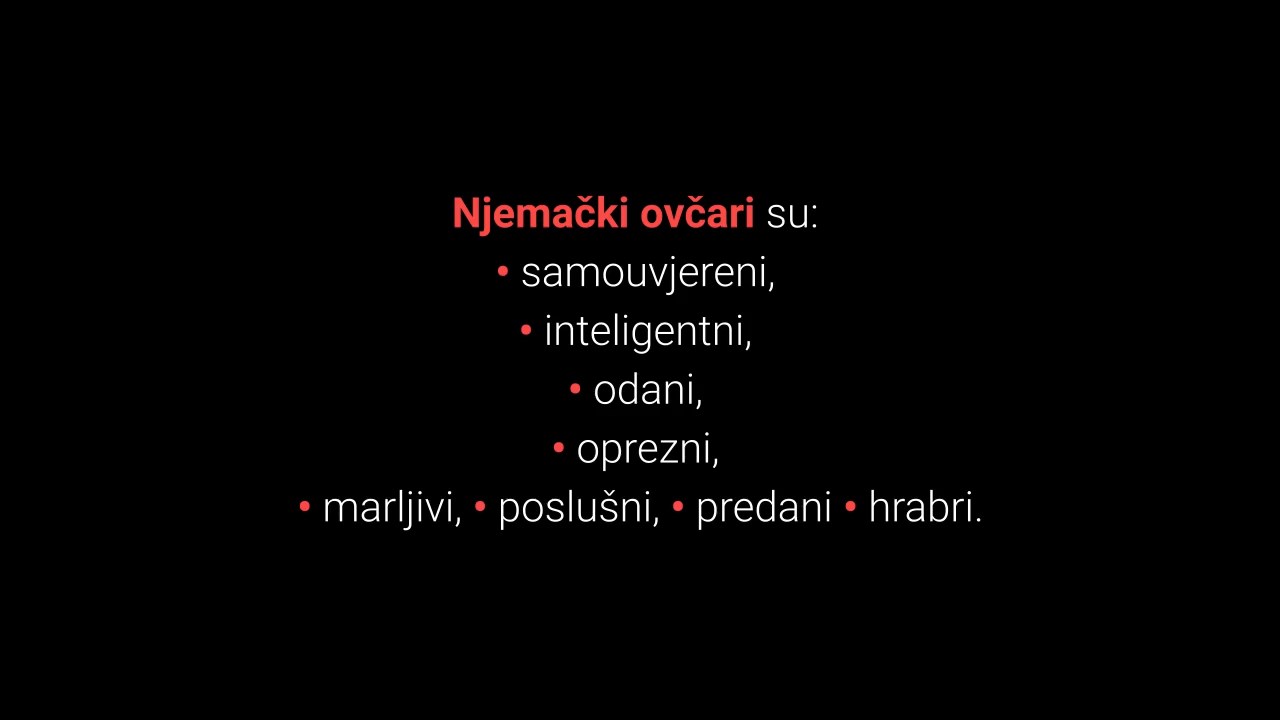 Njemački ovčari su:
• samouvjereni,
• inteligentni,
• odani,
• oprezni,
• marljivi, • poslušni, • predani • hrabri.